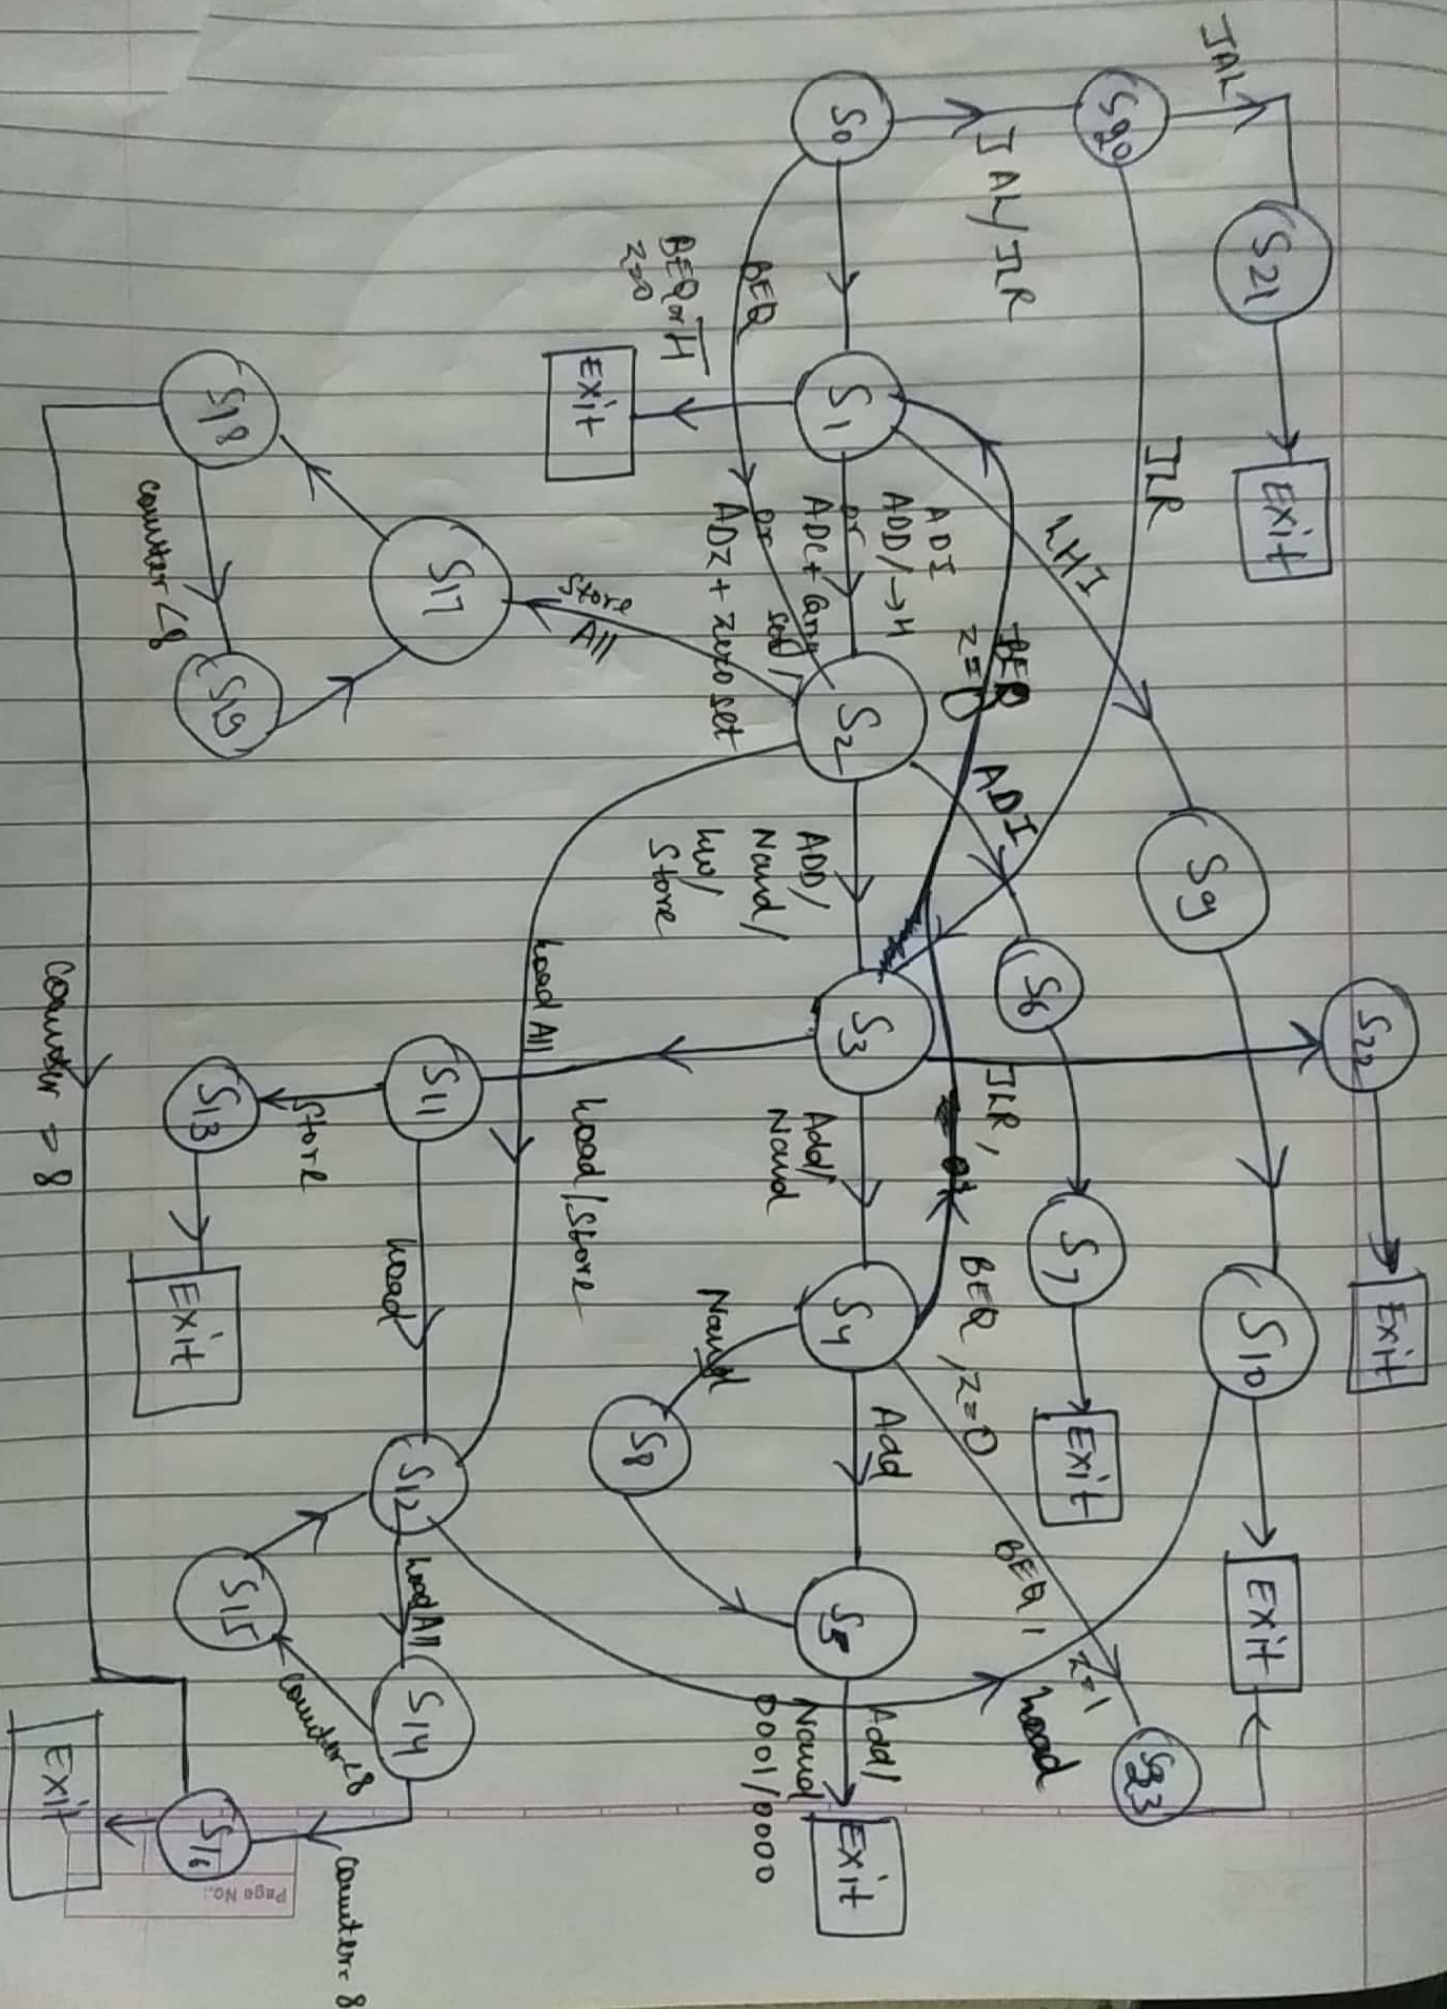 JAL
S20
S21
Exit
S0
JAL/JLR
JLR
BEQ
S1
BEQ or H
Z=0
Exit
LHI
ADI
ADD/→H
or
ADC + Carry
set/
or
ADZ + zero set
BEQ
Z=0
S2
S9
S22
Exit
ADI
S6
S7
Exit
S10
Exit
ADD/
Nand/
LW/
Store
S3
JLR,
BEQ, Z=0
Add/
Nand
S4
BEQ,
Z=1
S23
Add
Nand
S8
S5
Add/
Nand
0001/0000
Exit
Load
Load/Store
Load All
Store
All
S17
S18
S19
counter<8
S11
Store
S13
Exit
Load
S12
Load All
S14
S15
counter<8
counter=8
S16
Exit
counter = 8
Page No.: